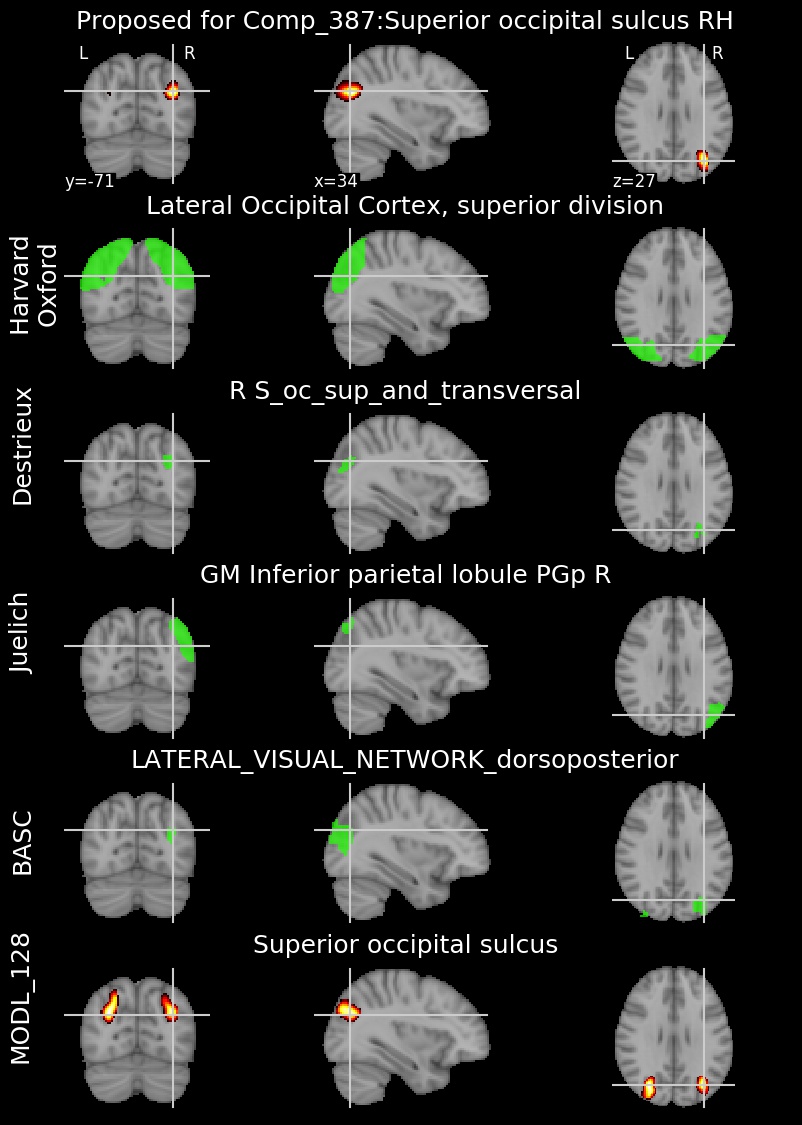 Proposed for Comp_387:Superior occipital sulcus RH
L R
L R
y=-71
x=34
z=27
Lateral Occipital Cortex, superior division
Harvard
Oxford
R S_oc_sup_and_transversal
Destrieux
GM Inferior parietal lobule PGp R
Juelich
LATERAL_VISUAL_NETWORK_dorsoposterior
BASC
Superior occipital sulcus
MODL_128